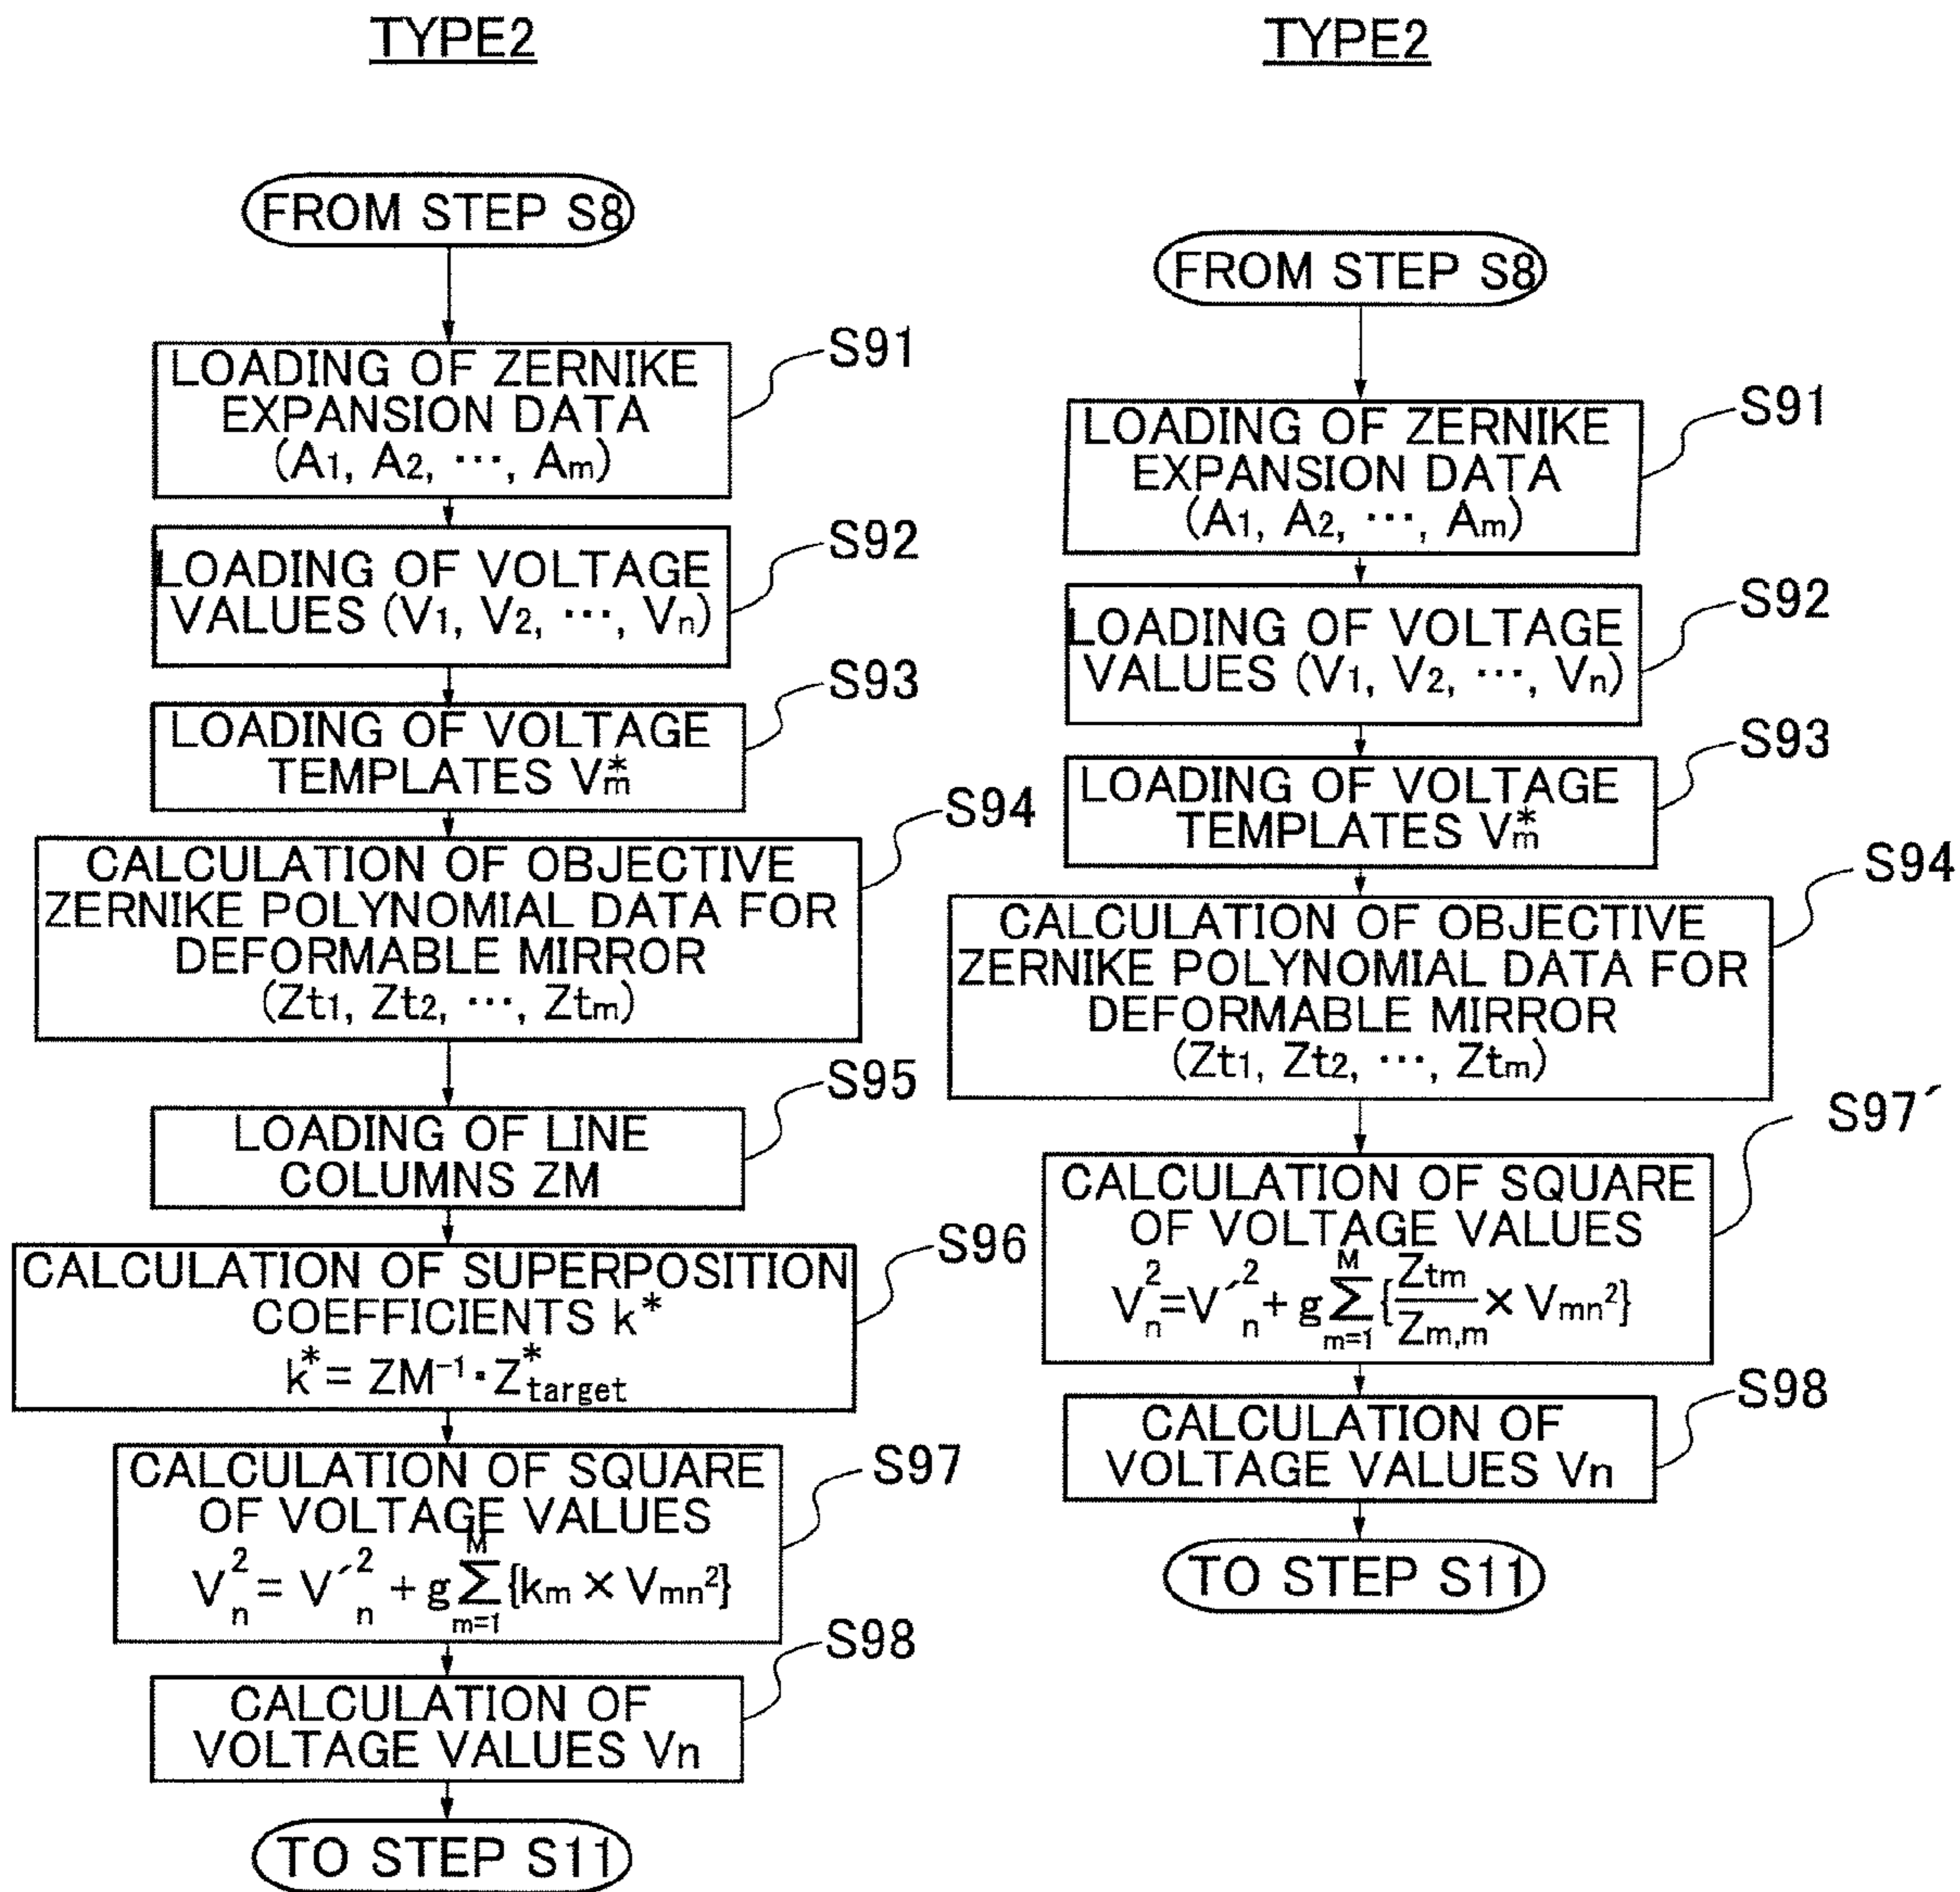 TYPE2
FROM STEP S8
LOADING OF ZERNIKE
EXPANSION DATA
(A1, A2, ···, Am)
S91
LOADING OF VOLTAGE
VALUES (V1, V2, ···, Vn)
S92
LOADING OF VOLTAGE
TEMPLATES Vm*
S93
CALCULATION OF OBJECTIVE
ZERNIKE POLYNOMIAL DATA FOR
DEFORMABLE MIRROR
(Zt1, Zt2, ···, Ztm)
S94
LOADING OF LINE
COLUMNS ZM
S95
CALCULATION OF SUPERPOSITION
COEFFICIENTS k*
k* = ZM⁻¹·Z*target
S96
CALCULATION OF SQUARE
OF VOLTAGE VALUES
Vn² = V´n² + g∑(m=1, M){km × Vmn²}
S97
CALCULATION OF
VOLTAGE VALUES Vn
S98
TO STEP S11
TYPE2
FROM STEP S8
LOADING OF ZERNIKE
EXPANSION DATA
(A1, A2, ···, Am)
S91
LOADING OF VOLTAGE
VALUES (V1, V2, ···, Vn)
S92
LOADING OF VOLTAGE
TEMPLATES Vm*
S93
CALCULATION OF OBJECTIVE
ZERNIKE POLYNOMIAL DATA FOR
DEFORMABLE MIRROR
(Zt1, Zt2, ···, Ztm)
S94
CALCULATION OF SQUARE
OF VOLTAGE VALUES
Vn² = V´n² + g∑(m=1, M){Ztm/Zm,m × Vmn²}
S97´
CALCULATION OF
VOLTAGE VALUES Vn
S98
TO STEP S11